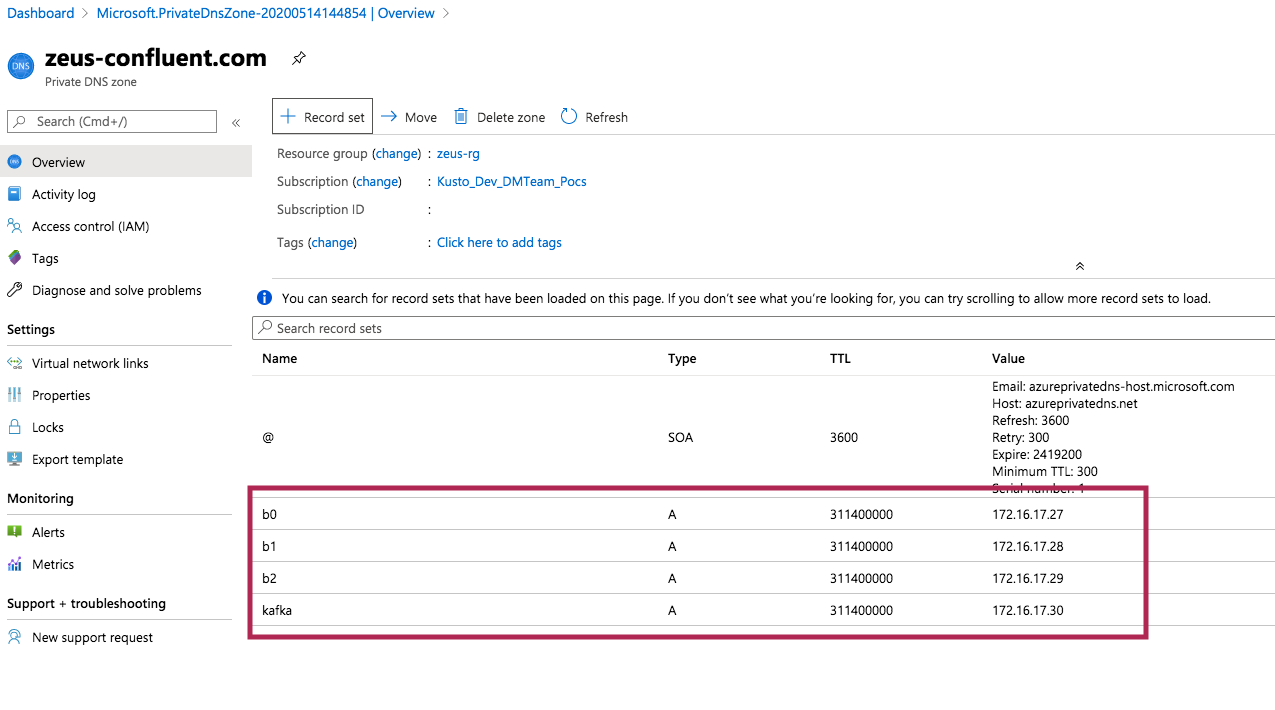 Dashboard > Microsoft.PrivateDnsZone-20200514144854 | Overview >
DNS
zeus-confluent.com
Private DNS zone
Search (Cmd+/)
«
Overview
Activity log
Access control (IAM)
Tags
Diagnose and solve problems
Settings
Virtual network links
Properties
Locks
Export template
Monitoring
Alerts
Metrics
Support + troubleshooting
New support request
+ Record set → Move Delete zone Refresh
Resource group (change) : zeus-rg
Subscription (change) : Kusto_Dev_DMTeam_Pocs
Subscription ID :
Tags (change) : Click here to add tags
You can search for record sets that have been loaded on this page. If you don't see what you're looking for, you can try scrolling to allow more record sets to load.
Search record sets
Name Type TTL Value
@ SOA 3600
Email: azureprivatedns-host.microsoft.com
Host: azureprivatedns.net
Refresh: 3600
Retry: 300
Expire: 2419200
Minimum TTL: 300
Serial number: 1
b0 A 311400000 172.16.17.27
b1 A 311400000 172.16.17.28
b2 A 311400000 172.16.17.29
kafka A 311400000 172.16.17.30